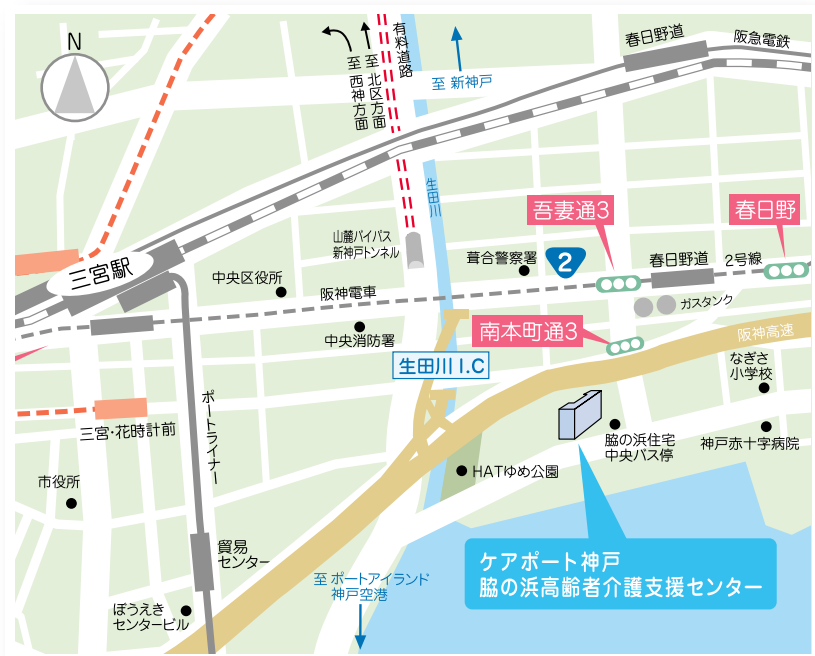 N
至 西神方面
至 北区方面
有料道路
至 新神戸
春日野道
阪急電鉄
生田川
吾妻通3
春日野
山麓バイパス
新神戸トンネル
葺合警察署
2
春日野道
2号線
三宮駅
中央区役所
阪神電車
ガスタンク
中央消防署
南本町通3
阪神高速
生田川 I.C
なぎさ
小学校
ポートライナー
三宮・花時計前
脇の浜住宅
中央バス停
神戸赤十字病院
市役所
HATゆめ公園
貿易
センター
ケアポート神戸
脇の浜高齢者介護支援センター
至 ポートアイランド
神戸空港
ぼうえき
センタービル